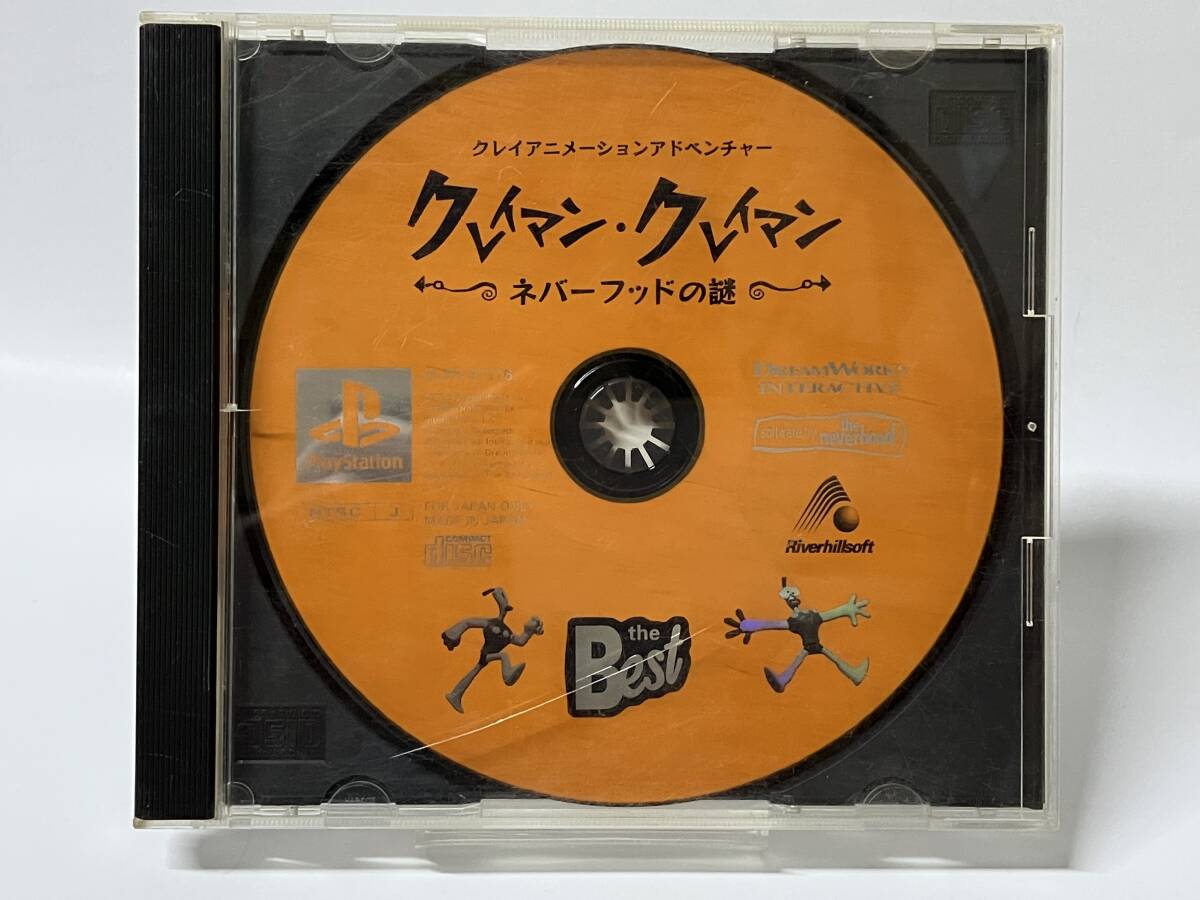 クレイアニメーションアドベンチャー
クレイマン・クレイマン
ネバーフッドの謎
PlayStation
DREAMWORKS
INTERACTIVE
software by the neverhood
NTSC J
FOR JAPAN ONLY
MADE IN JAPAN
COMPACT
disc
Riverhillsoft
the
Best